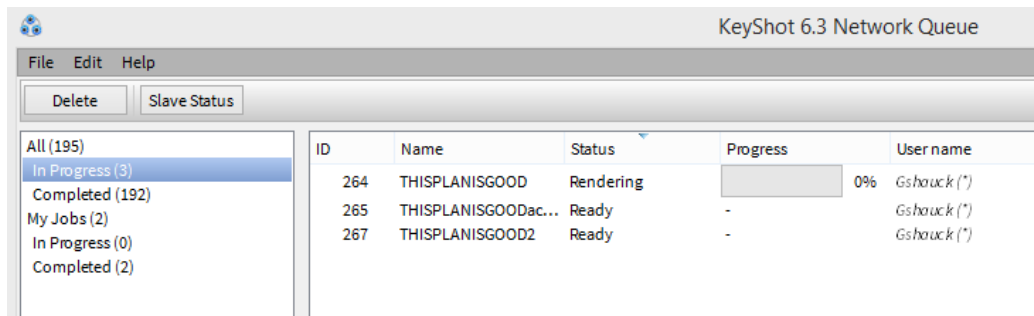 KeyShot 6.3 Network Queue
File Edit Help
Delete Slave Status
All (195)
In Progress (3)
Completed (192)
My Jobs (2)
In Progress (0)
Completed (2)
ID Name Status Progress User name
264 THISPLANISGOOD Rendering 0% Gshauck (*)
265 THISPLANISGOODac... Ready - Gshauck (*)
267 THISPLANISGOOD2 Ready - Gshauck (*)